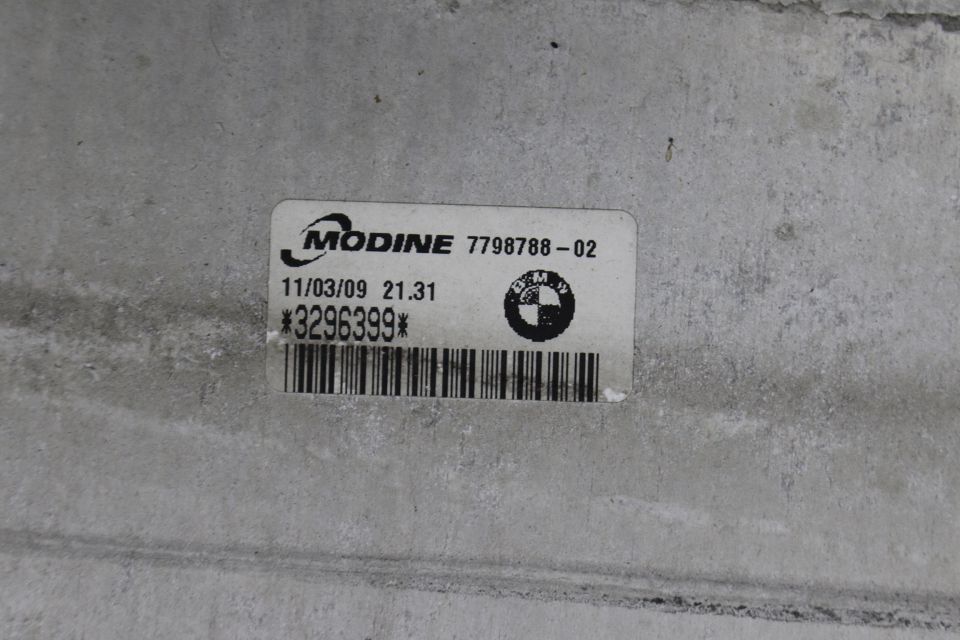 MODINE 7798788-02
11/03/09 21.31
BMW
*3296399*